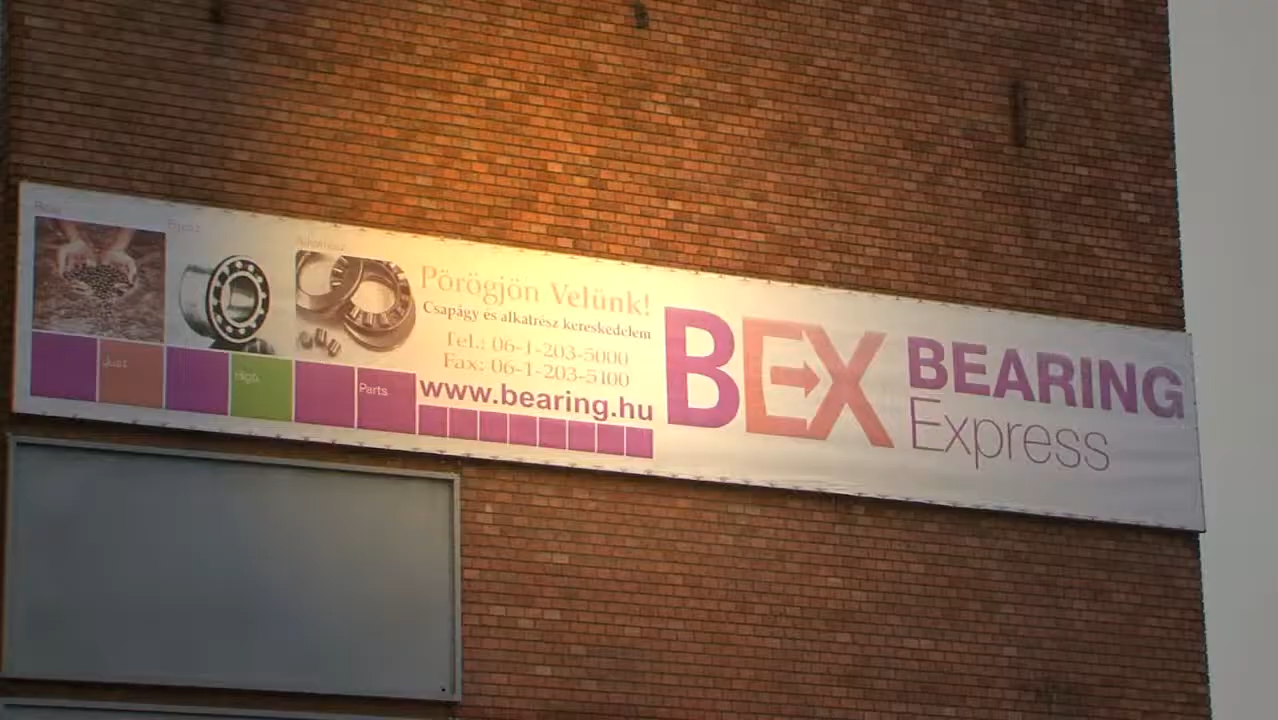 Just
High
Parts
Pörögjön Velünk!
Csapágy és alkatrész kereskedelem
Tel.: 06-1-203-5000
Fax: 06-1-203-5100
www.bearing.hu
BEX
BEARING
Express